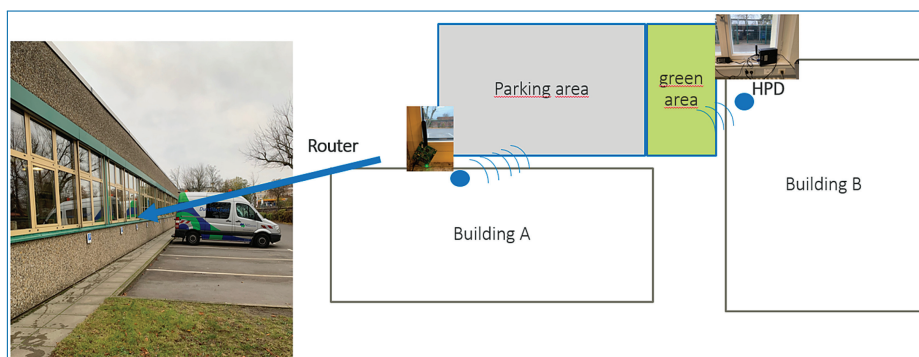 Router
Parking area
green
area
HPD
Building A
Building B